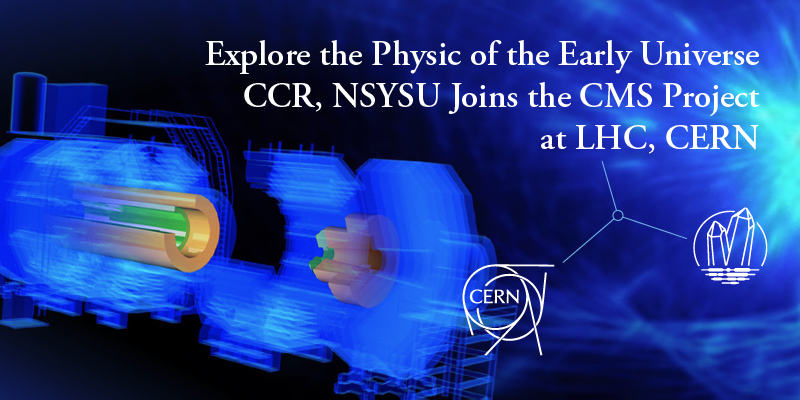 Explore the Physic of the Early Universe
CCR, NSYSU Joins the CMS Project
at LHC, CERN
CERN